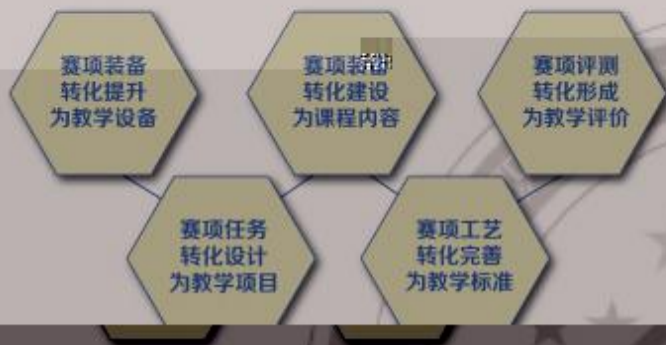 赛项装备
转化提升
为教学设备
赛项装备
转化建设
为课程内容
赛项评测
转化形成
为教学评价
赛项任务
转化设计
为教学项目
赛项工艺
转化完善
为教学标准